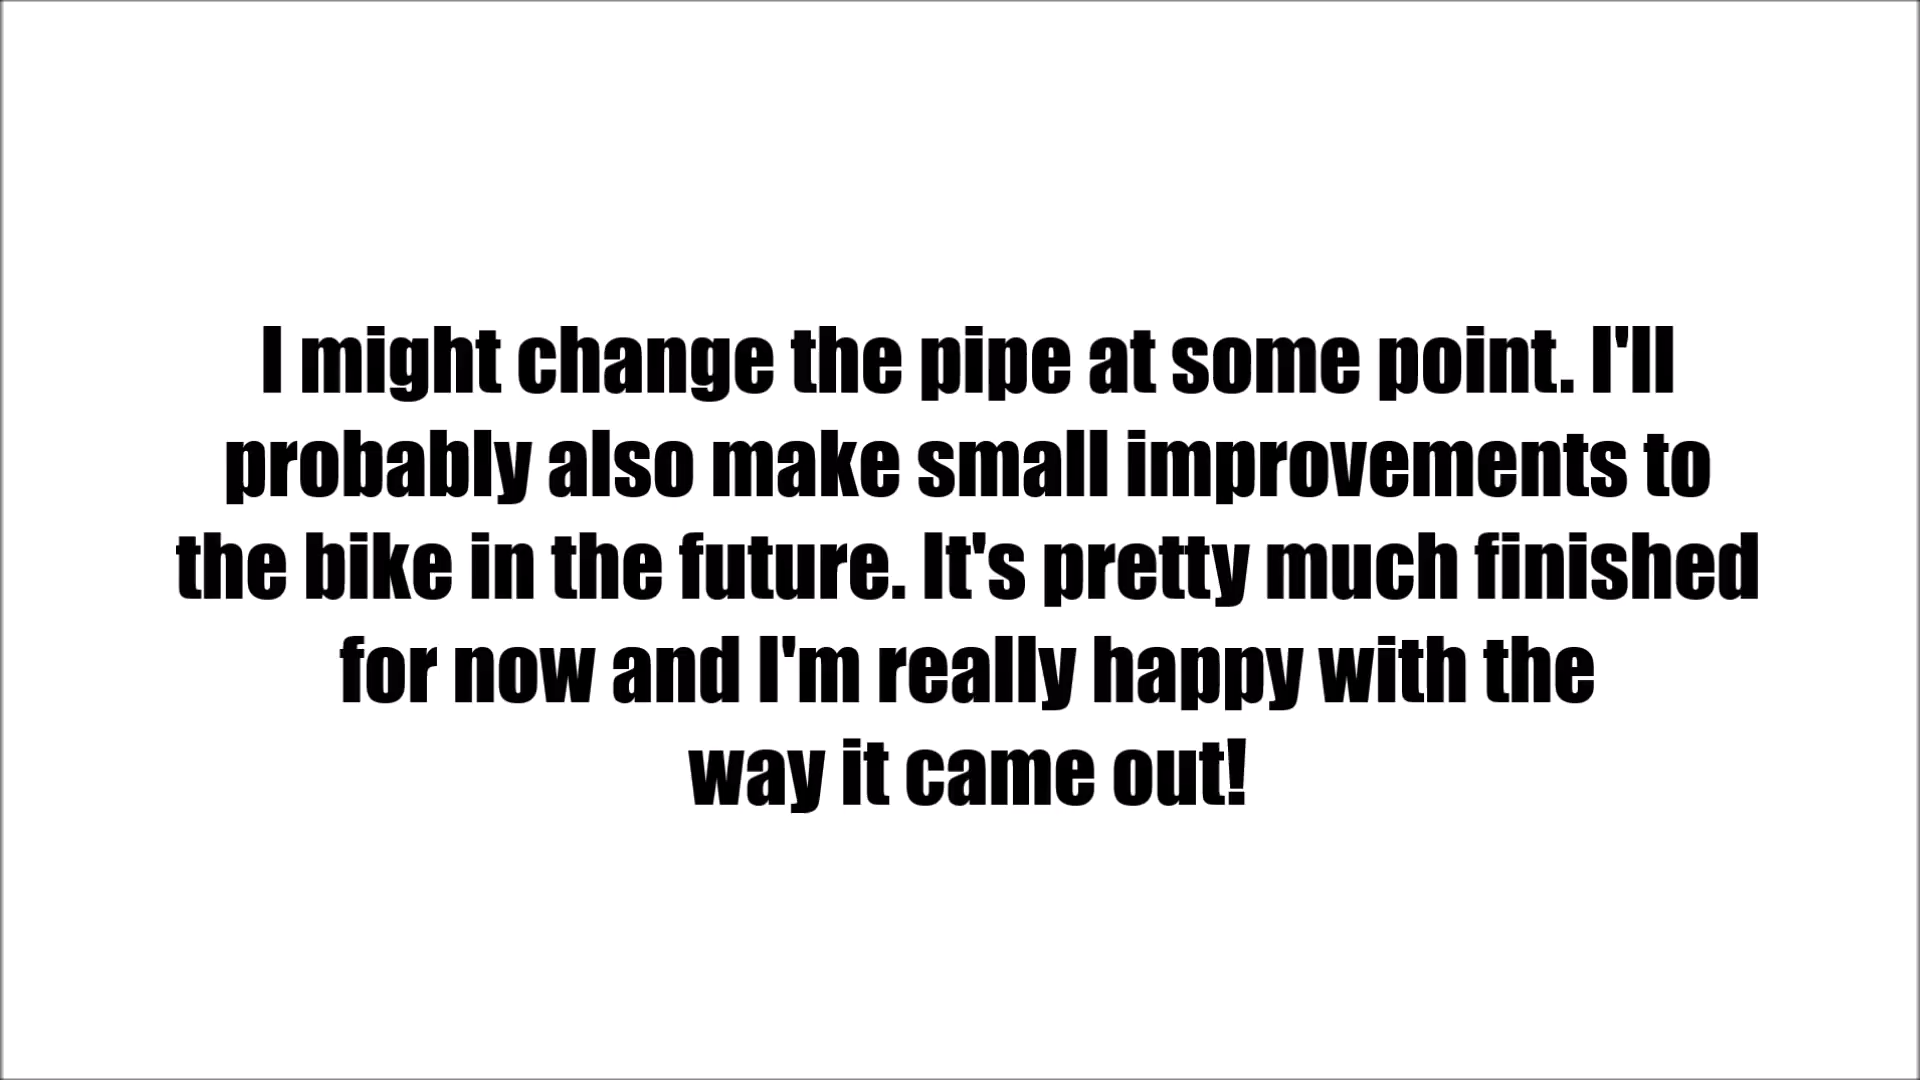 I might change the pipe at some point. I'll
probably also make small improvements to
the bike in the future. It's pretty much finished
for now and I'm really happy with the
way it came out!